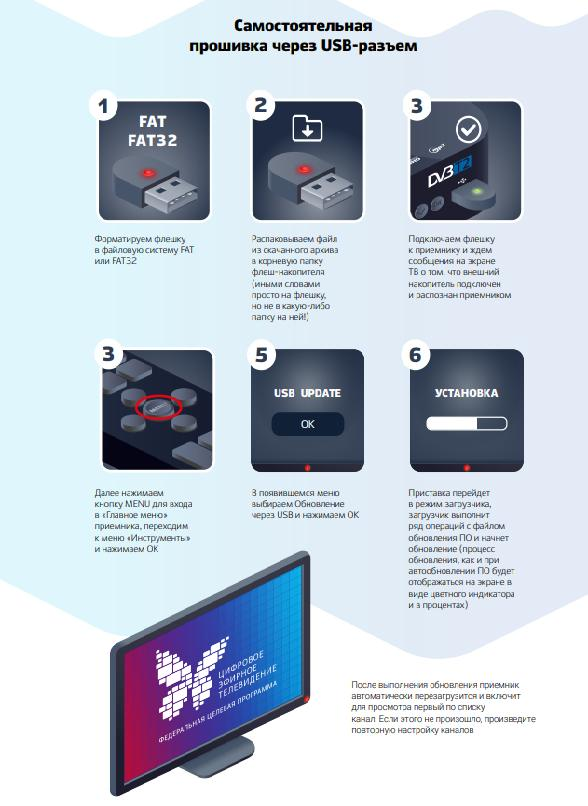 Самостоятельная
прошивка через USB-разъем
1
FAT
FAT32
Форматируем флешку
в файловую систему FAT
или FAT32
2
Распаковываем файл
из скачанного архива
в корневую папку
флеш-накопителя
(иными словами
просто на флешку,
но не в какую-либо
папку на ней!)
3
DVB T2
Подключаем флешку
к приемнику и ждем
сообщения на экране
ТВ о том, что внешний
накопитель подключен
и распознан приемником
3
Далее нажимаем
кнопку MENU для входа
в «Главное меню»
приемника, переходим
к меню «Инструменты»
и нажимаем ОК
5
USB UPDATE
OK
В появившемся меню
выбираем Обновление
через USB и нажимаем ОК
6
УСТАНОВКА
Приставка перейдет
в режим загрузчика,
загрузчик выполнит
ряд операций с файлом
обновления ПО и начнет
обновление (процесс
обновления, как и при
автообновлении ПО будет
отображаться на экране в
виде цветного индикатора
и в процентах)
ЦИФРОВОЕ
ЭФИРНОЕ
ТЕЛЕВИДЕНИЕ
ФЕДЕРАЛЬНАЯ ЦЕЛЕВАЯ ПРОГРАММА
После выполнения обновления приемник
автоматически перезагрузится и включит
для просмотра первый по списку
канал. Если этого не произошло, произведите
повторную настройку каналов